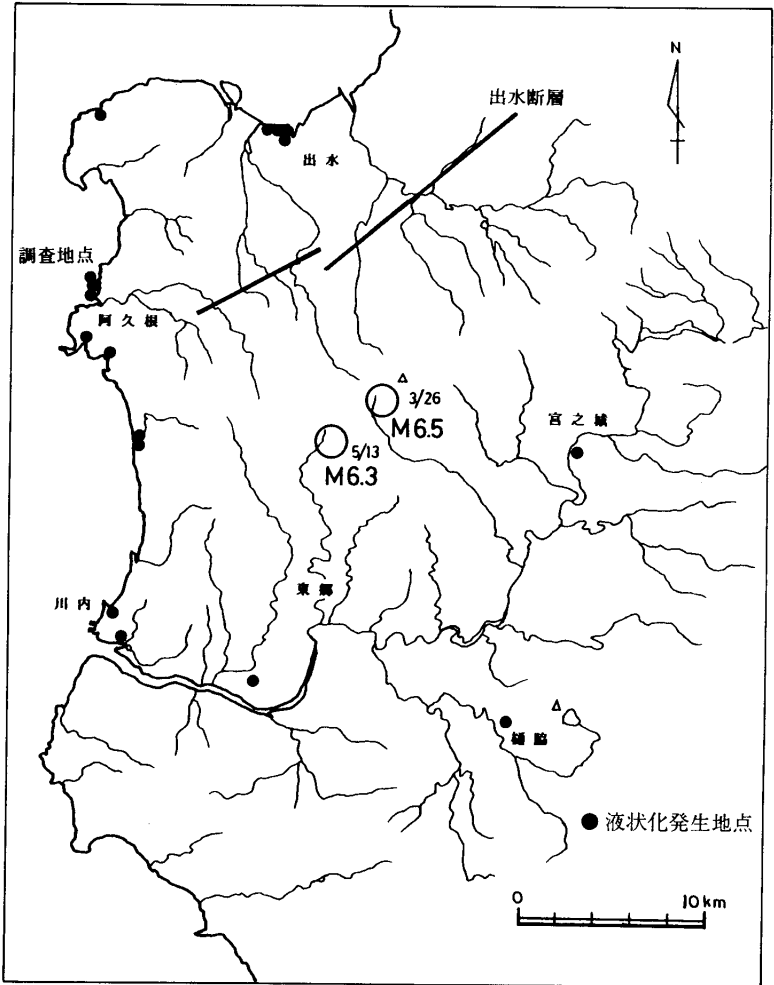 N
出水断層
出水
調査地点
阿久根
3/26
M6.5
宮之城
5/13
M6.3
東郷
川内
樋脇
●液状化発生地点
0 10km